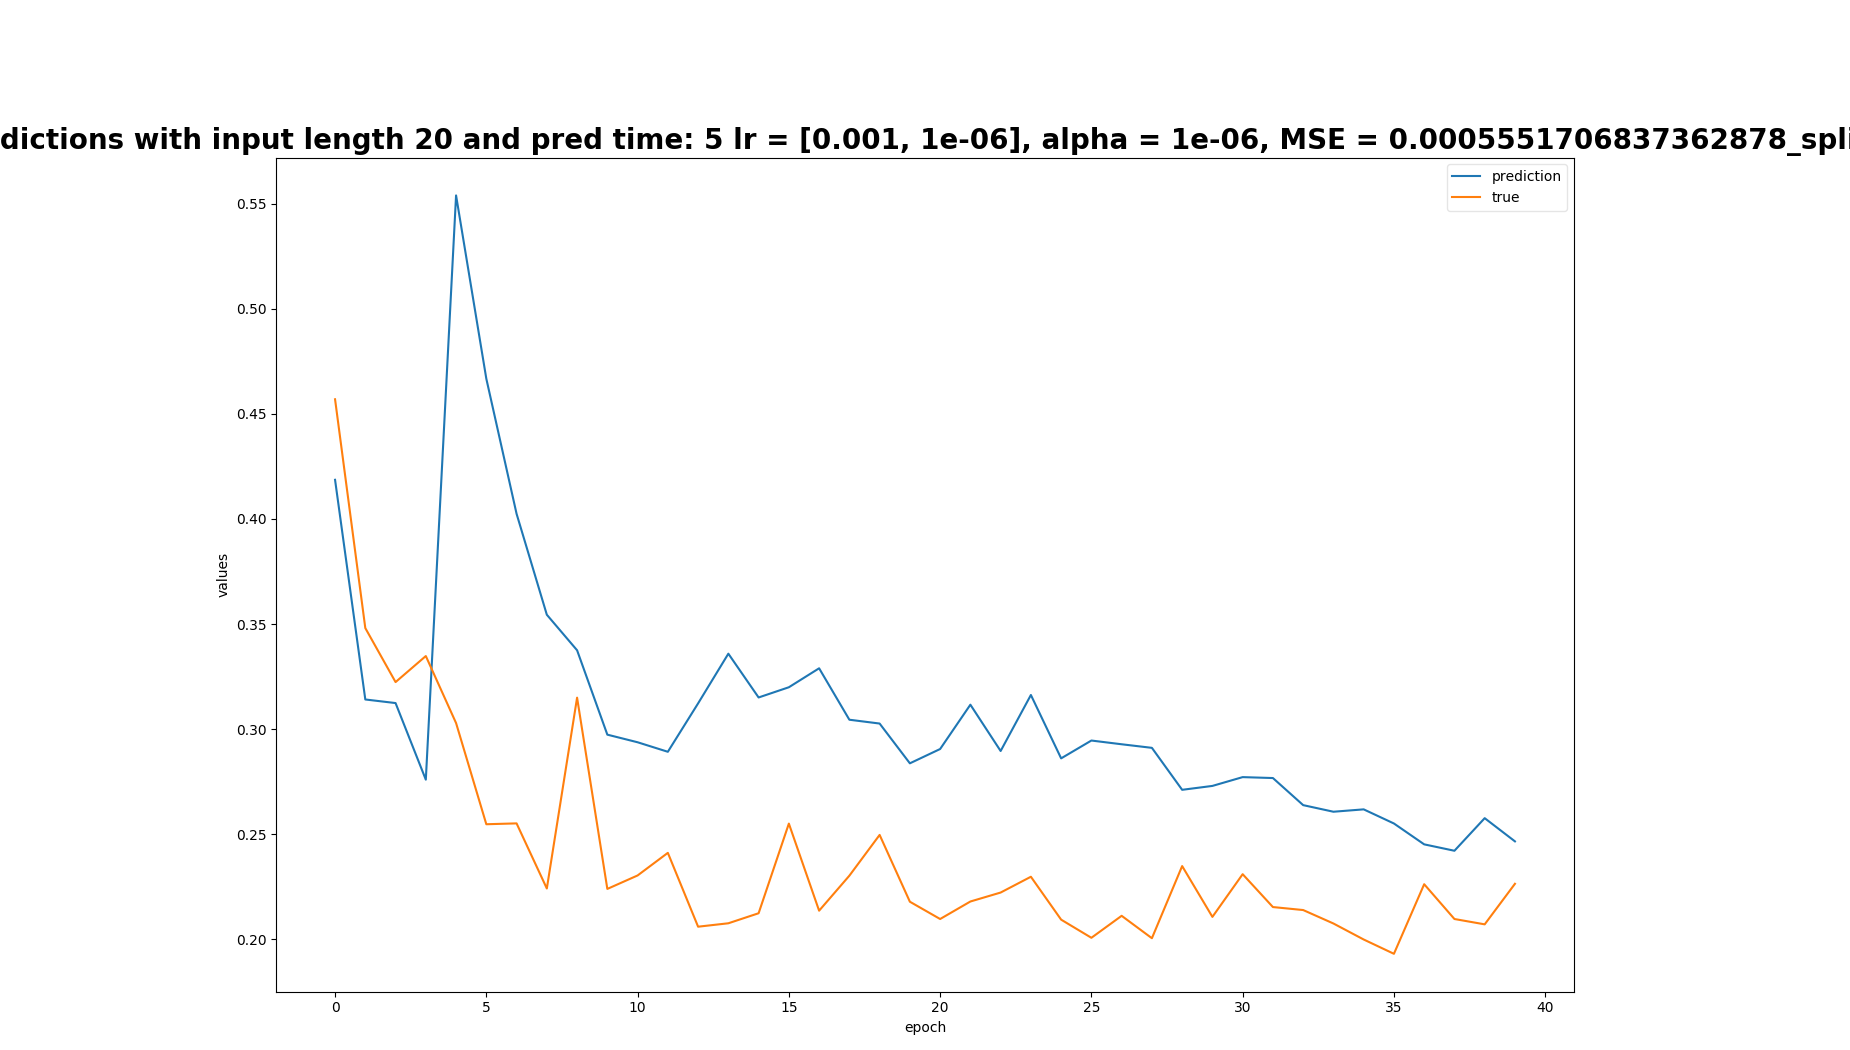 dictions with input length 20 and pred time: 5 lr = [0.001, 1e-06], alpha = 1e-06, MSE = 0.0005551706837362878_spli
prediction
true
0.55
0.50
0.45
0.40
0.35
0.30
0.25
0.20
values
0 5 10 15 20 25 30 35 40
epoch